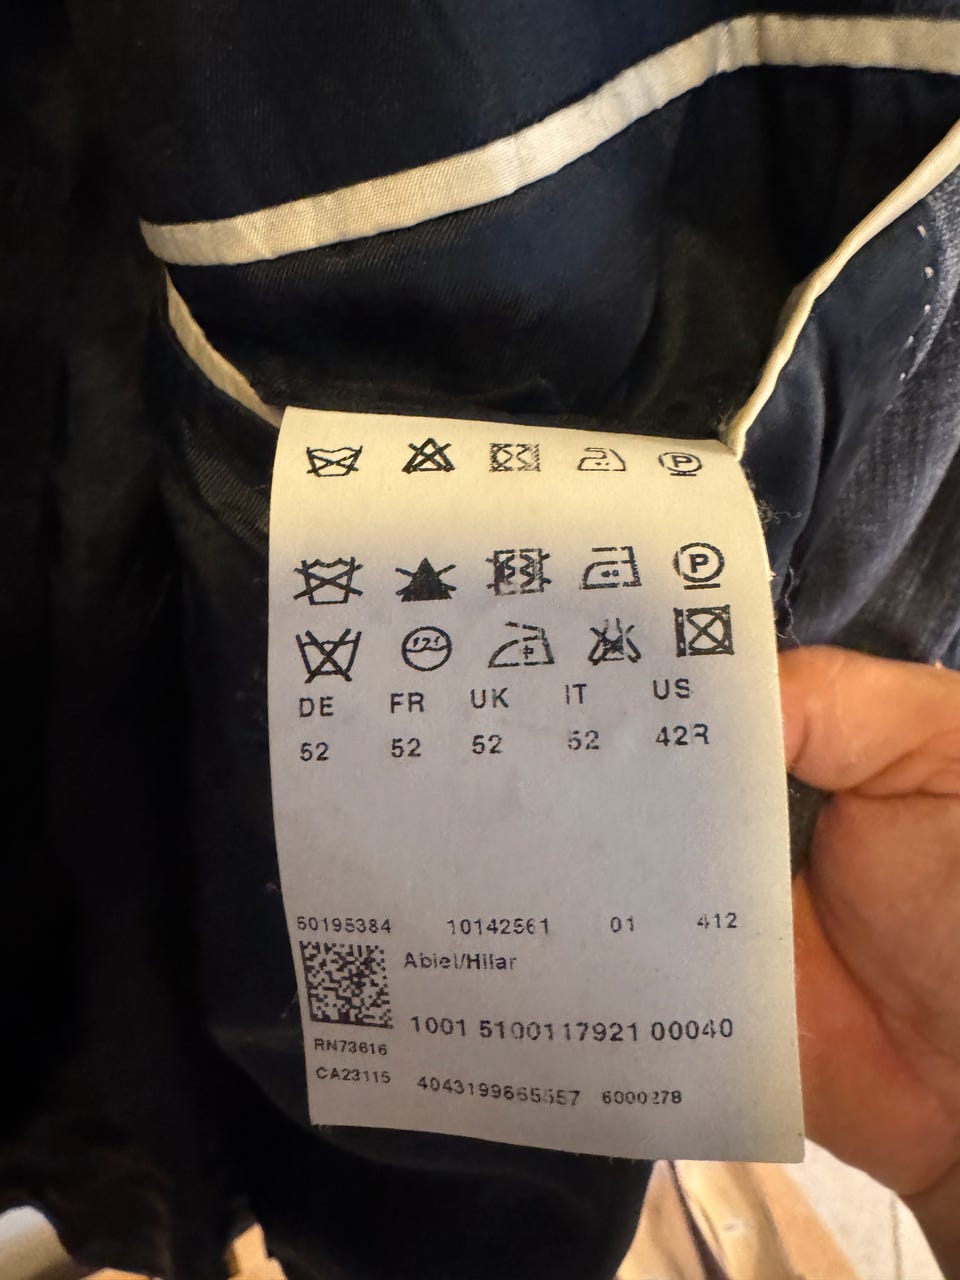 P
P
DE FR UK IT US
52 52 52 52 42R
50195384 10142561 01 412
Abiel/Hilar
1001 5100117921 00040
RN73616
CA23115
6000278